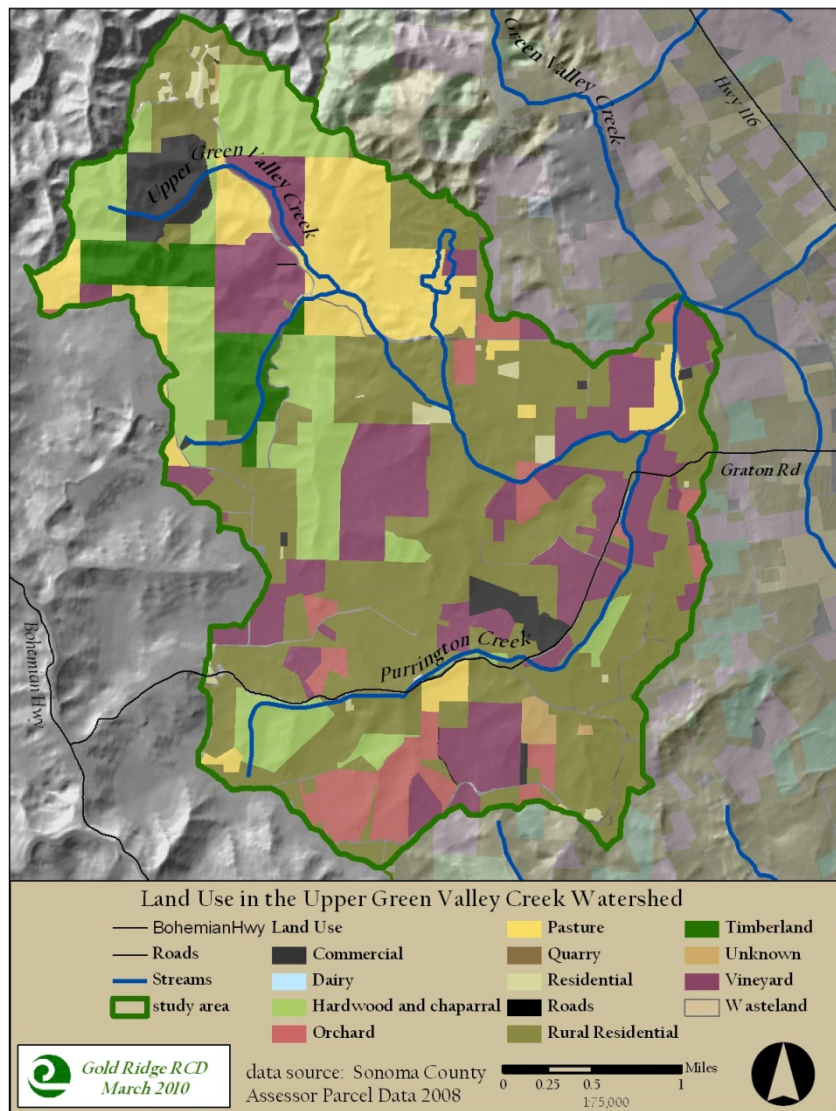 Green Valley Creek
Hwy 116
Upper Green Valley Creek
Graton Rd
Purrington Creek
Bohemian Hwy
Land Use in the Upper Green Valley Creek Watershed
BohemianHwy
Roads
Streams
study area
Land Use
Commercial
Dairy
Hardwood and chaparral
Orchard
Pasture
Quarry
Residential
Roads
Rural Residential
Timberland
Unknown
Vineyard
Wasteland
Gold Ridge RCD
March 2010
data source: Sonoma County
Assessor Parcel Data 2008
Miles
0 0.25 0.5 1
1:75,000